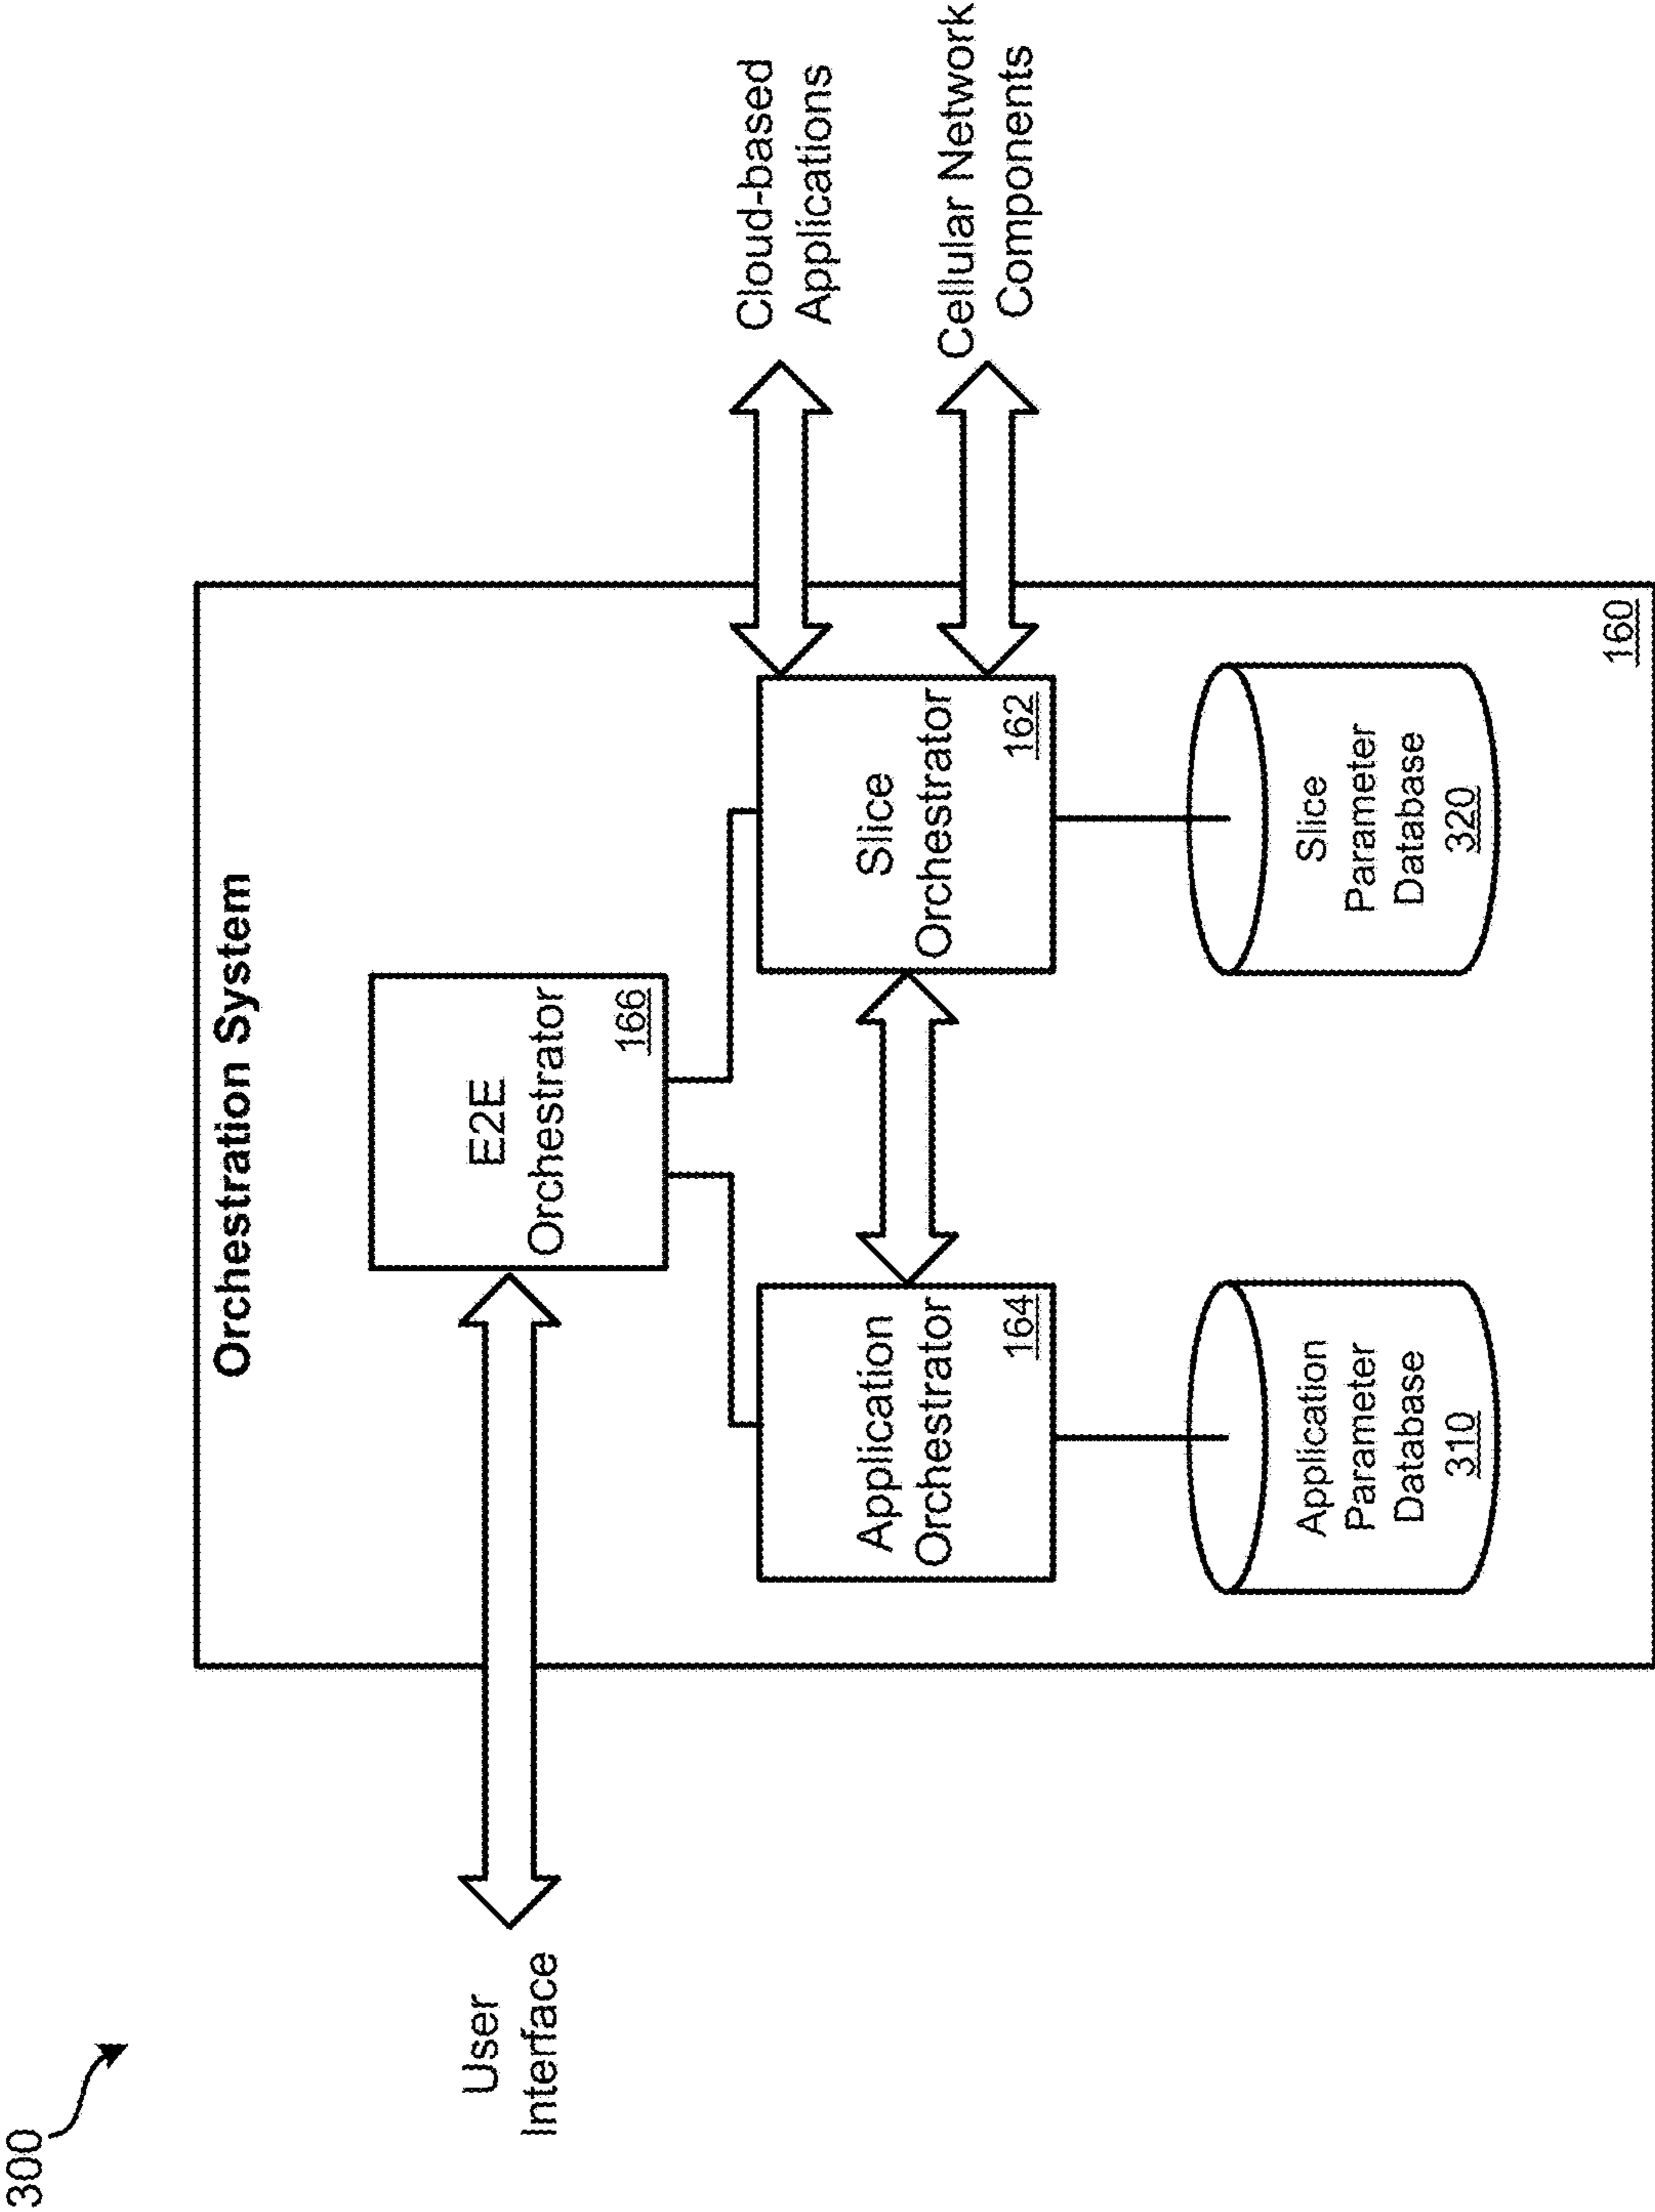 300
Orchestration System
User
Interface
E2E
Orchestrator
166
Application
Orchestrator
164
Slice
Orchestrator
162
Cloud-based
Applications
Cellular Network
Components
Application
Parameter
Database
310
Slice
Parameter
Database
320
160